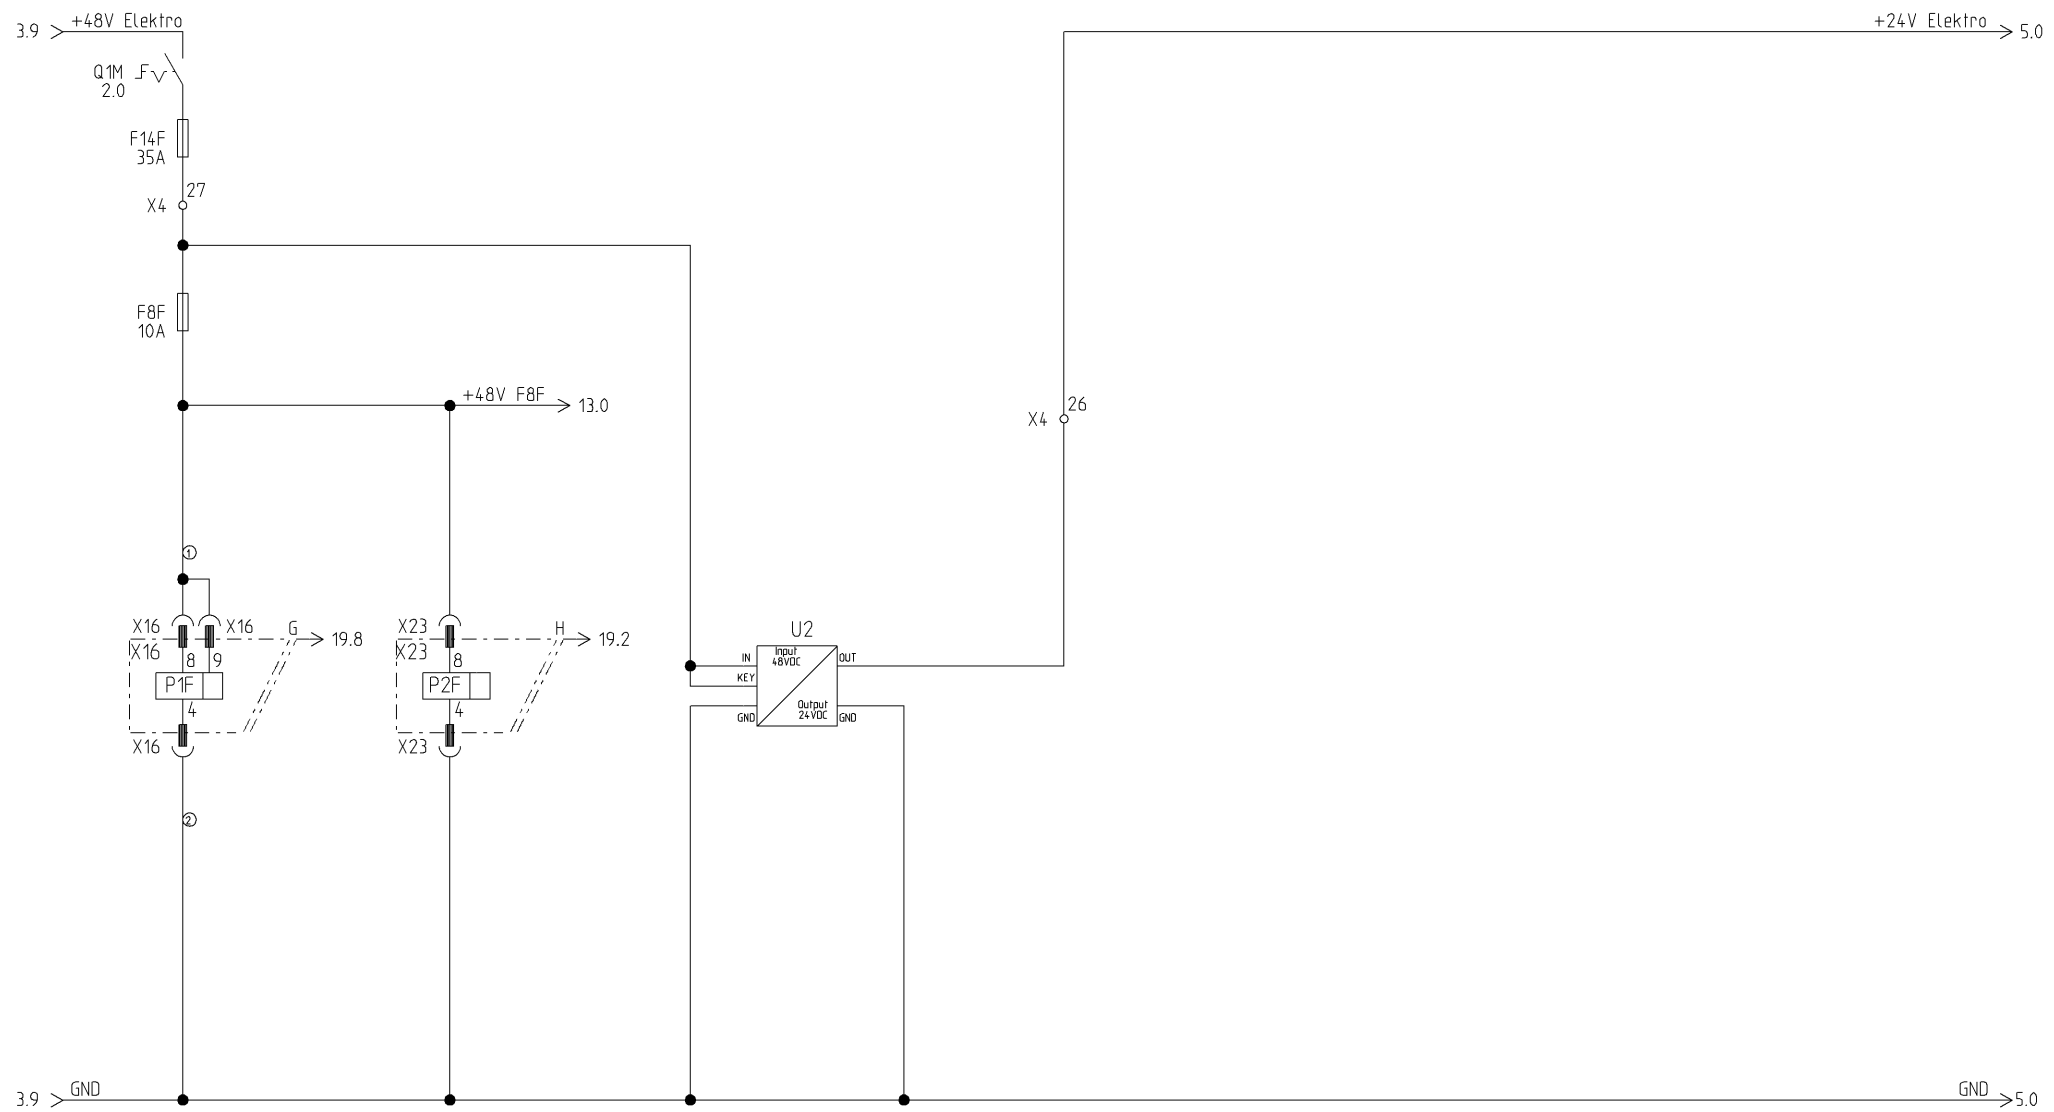 +48V Elektro
3.9
+24V Elektro
5.0
Q1M
2.0
F14F
35A
27
X4
F8F
10A
+48V F8F
13.0
26
X4
1
X16
X16
G
19.8
X16
8
9
P1F
4
X16
X23
H
19.2
X23
8
P2F
4
X23
U2
Input
48VDC
IN
KEY
GND
OUT
Output
24VDC
GND
2
GND
3.9
GND
5.0